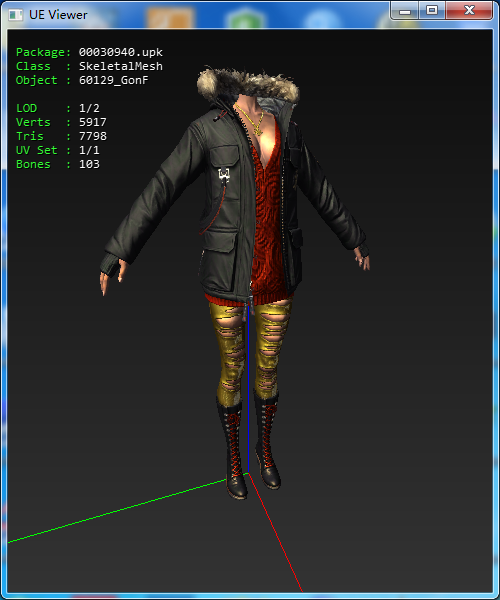 UE Viewer
Package: 00030940.upk
Class : SkeletalMesh
Object : 60129_GonF
LOD : 1/2
Verts : 5917
Tris : 7798
UV Set : 1/1
Bones : 103